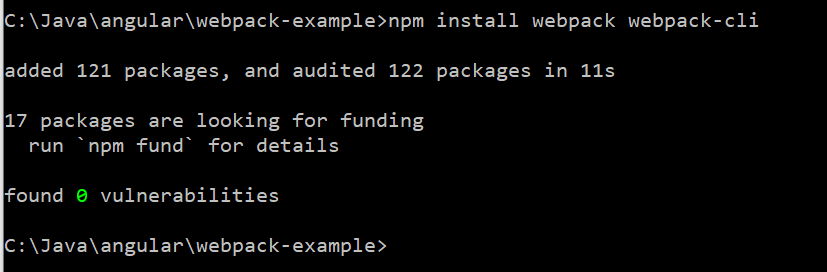 C:\Java\angular\webpack-example>npm install webpack webpack-cli
added 121 packages, and audited 122 packages in 11s
17 packages are looking for funding
  run `npm fund` for details
found 0 vulnerabilities
C:\Java\angular\webpack-example>